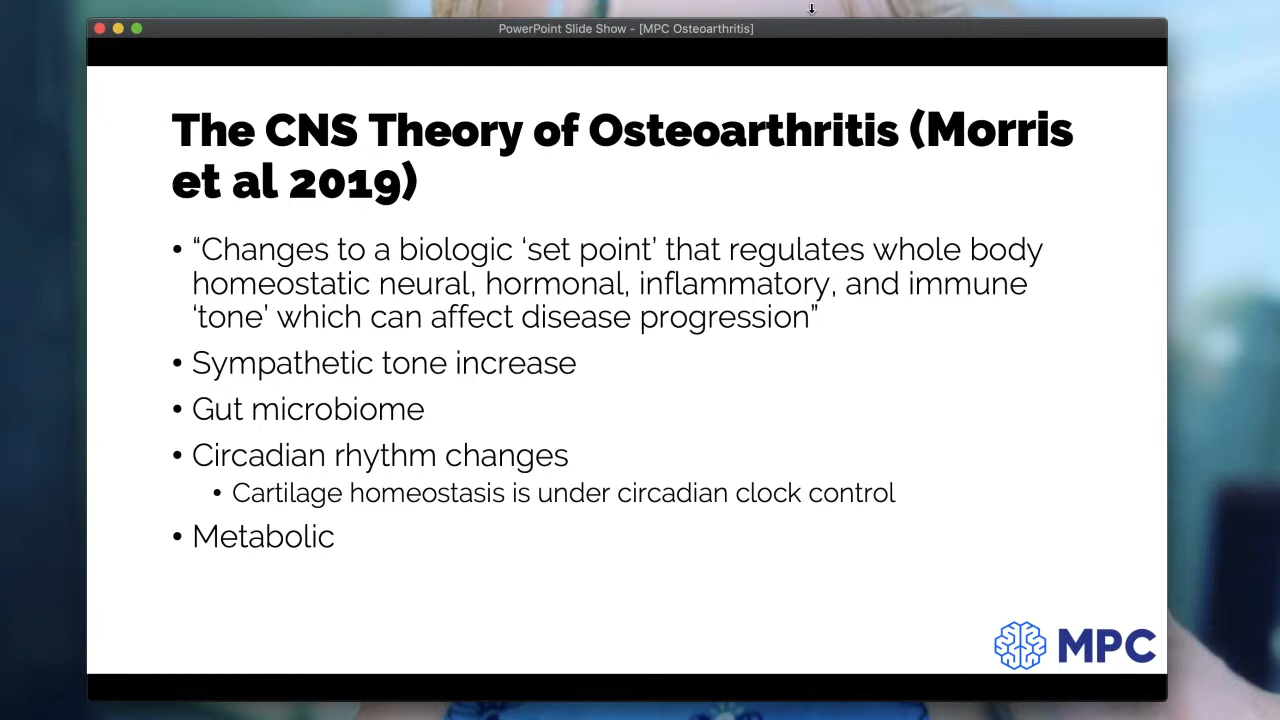 PowerPoint Slide Show - [MPC Osteoarthritis]
The CNS Theory of Osteoarthritis (Morris
et al 2019)
• “Changes to a biologic ‘set point’ that regulates whole body
homeostatic neural, hormonal, inflammatory, and immune
‘tone’ which can affect disease progression”
• Sympathetic tone increase
• Gut microbiome
• Circadian rhythm changes
• Cartilage homeostasis is under circadian clock control
• Metabolic
MPC